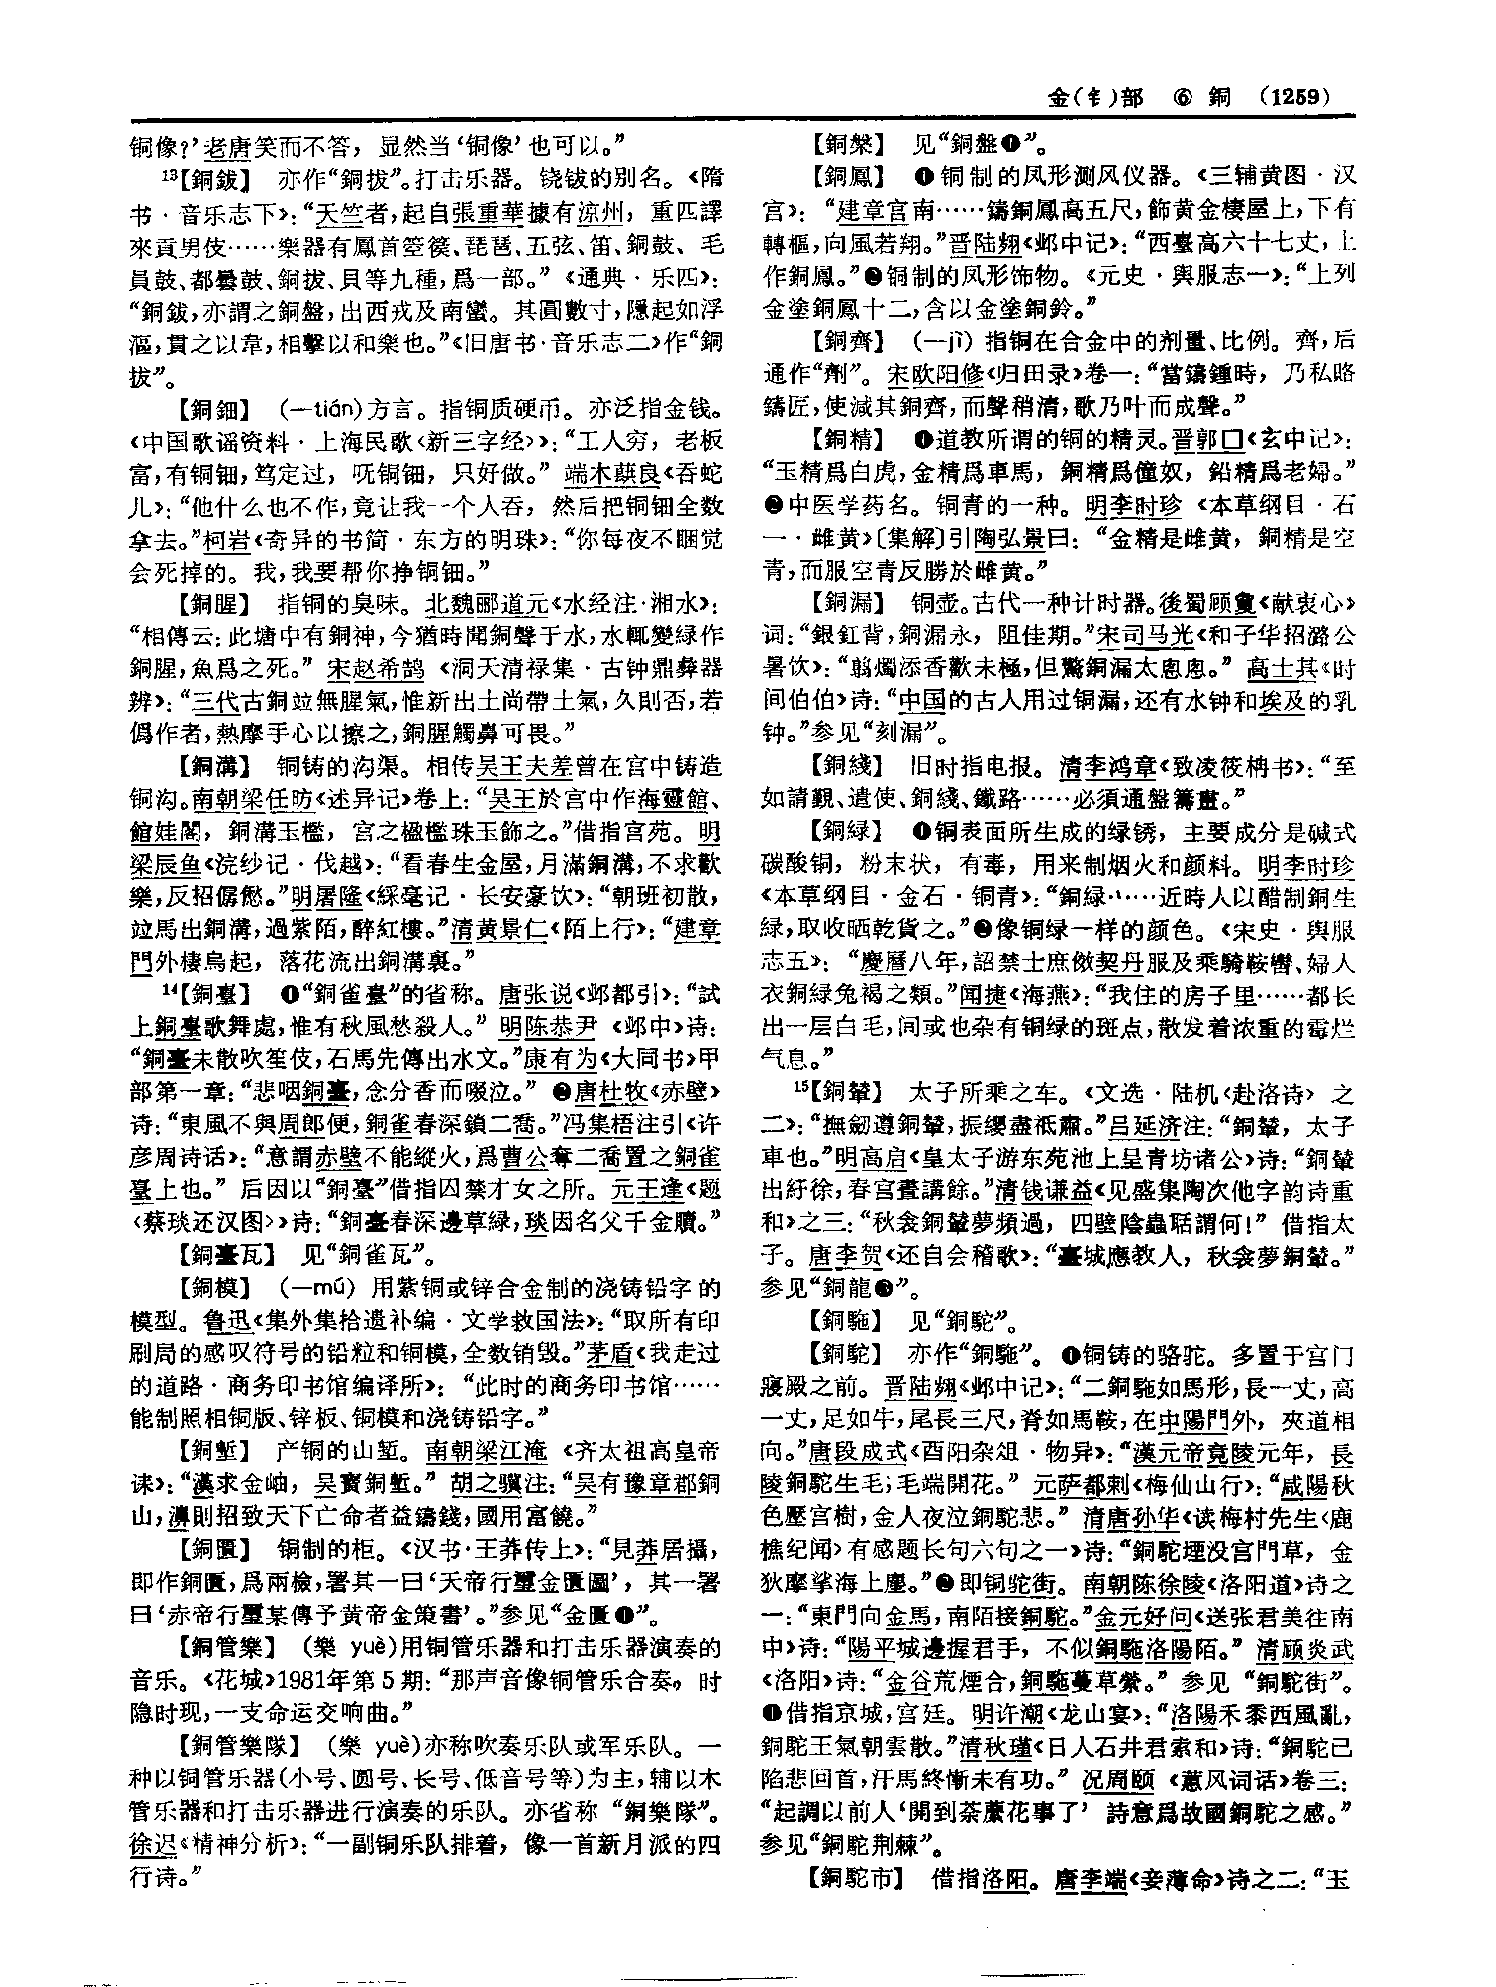 金(钅)部 ⑥ 銅 (1259)
铜像?’老唐笑而不答，显然当‘铜像’也可以。”
13【銅鈸】 亦作“銅拔”。打击乐器。铙钹的别名。《隋
书·音乐志下》：“天竺者，起自張重華據有涼州，重四譯
來貢男伎……樂器有鳳首箜篌、琵琶、五弦、笛、銅鼓、毛
員鼓、都曇鼓、銅拔、貝等九種，爲一部。”《通典·乐四》：
“銅鈸，亦謂之銅盤，出西戎及南蠻。其圓數寸，隱起如浮
漚，貫之以韋，相擊以和樂也。”《旧唐书·音乐志二》作“銅
拔”。
【銅鈿】 (—tián)方言。指铜质硬币。亦泛指金钱。
《中国歌谣资料·上海民歌〈新三字经〉》：“工人穷，老板
富，有铜钿，笃定过，呒铜钿，只好做。”端木蕻良《吞蛇
儿》：“他什么也不作，竟让我一个人吞，然后把铜钿全数
拿去。”柯岩《奇异的书简·东方的明珠》：“你每夜不睏觉
会死掉的。我，我要帮你挣铜钿。”
【銅腥】 指铜的臭味。北魏郦道元《水经注·湘水》：
“相傳云：此塘中有銅神，今猶時聞銅聲于水，水輒變緑作
銅腥，魚爲之死。”宋赵希鹄《洞天清禄集·古钟鼎彝器
辨》：“三代古銅竝無腥氣，惟新出土尚帶土氣，久則否，若
僞作者，熱摩手心以擦之，銅腥觸鼻可畏。”
【銅溝】 铜铸的沟渠。相传吴王夫差曾在宫中铸造
铜沟。南朝梁任昉《述异记》卷上：“吴王於宫中作海靈館、
館娃閣，銅溝玉檻，宫之楹檻珠玉飾之。”借指宫苑。明
梁辰鱼《浣纱记·伐越》：“看春生金屋，月滿銅溝，不求歡
樂，反招僝僽。”明屠隆《綵毫记·长安豪饮》：“朝班初散，
竝馬出銅溝，過紫陌，醉紅樓。”清黄景仁《陌上行》：“建章
門外棲烏起，落花流出銅溝裏。”
14【銅臺】 ❶“銅雀臺”的省称。唐张说《邺都引》：“試
上銅臺歌舞處，惟有秋風愁殺人。”明陈恭尹《邺中》诗：
“銅臺未散吹笙伎，石馬先傳出水文。”康有为《大同书》甲
部第一章：“悲咽銅臺，念分香而啜泣。”❷唐杜牧《赤壁》
诗：“東風不與周郎便，銅雀春深鎖二喬。”冯集梧注引《许
彦周诗话》：“意謂赤壁不能縱火，爲曹公奪二喬置之銅雀
臺上也。”后因以“銅臺”借指囚禁才女之所。元王逢《题
〈蔡琰还汉图〉》诗：“銅臺春深邊草緑，琰因名父千金贖。”
【銅臺瓦】 见“銅雀瓦”。
【銅模】 (—mú) 用紫铜或锌合金制的浇铸铅字的
模型。鲁迅《集外集拾遗补编·文学救国法》：“取所有印
刷局的感叹符号的铅粒和铜模，全数销毁。”茅盾《我走过
的道路·商务印书馆编译所》：“此时的商务印书馆……
能制照相铜版、锌板、铜模和浇铸铅字。”
【銅塹】 产铜的山堑。南朝梁江淹《齐太祖高皇帝
诔》：“漢求金岫，吴寳銅塹。”胡之骥注：“吴有豫章郡銅
山，濞則招致天下亡命者益鑄錢，國用富饒。”
【銅匱】 铜制的柜。《汉书·王莽传上》：“見莽居攝，
即作銅匱，爲兩檢，署其一曰‘天帝行璽金匱圖’，其一署
曰‘赤帝行璽某傳予黄帝金策書’。”参见“金匱❶”。
【銅管樂】 (樂 yuè)用铜管乐器和打击乐器演奏的
音乐。《花城》1981年第5期：“那声音像铜管乐合奏，时
隐时现，一支命运交响曲。”
【銅管樂隊】 (樂 yuè)亦称吹奏乐队或军乐队。一
种以铜管乐器(小号、圆号、长号、低音号等)为主，辅以木
管乐器和打击乐器进行演奏的乐队。亦省称“銅樂隊”。
徐迟《精神分析》：“一副铜乐队排着，像一首新月派的四
行诗。”
【銅槃】 见“銅盤❶”。
【銅鳳】 ❶铜制的凤形测风仪器。《三辅黄图·汉
宫》：“建章宫南……鑄銅鳳高五尺，飾黄金棲屋上，下有
轉樞，向風若翔。”晋陆翙《邺中记》：“西臺高六十七丈，上
作銅鳳。”❷铜制的凤形饰物。《元史·舆服志一》：“上列
金塗銅鳳十二，含以金塗銅鈴。”
【銅齊】 (—jì) 指铜在合金中的剂量、比例。齊，后
通作“劑”。宋欧阳修《归田录》卷一：“當鑄鍾時，乃私賂
鑄匠，使減其銅齊，而聲稍清，歌乃叶而成聲。”
【銅精】 ❶道教所谓的铜的精灵。晋郭□《玄中记》：
“玉精爲白虎，金精爲車馬，銅精爲僮奴，鉛精爲老婦。”
❷中医学药名。铜青的一种。明李时珍《本草纲目·石
一·雌黄》〔集解〕引陶弘景曰：“金精是雌黄，銅精是空
青，而服空青反勝於雌黄。”
【銅漏】 铜壶。古代一种计时器。後蜀顾敻《献衷心》
词：“銀釭背，銅漏永，阻佳期。”宋司马光《和子华招潞公
暑饮》：“翦燭添香歡未極，但驚銅漏太悤悤。”高士其《时
间伯伯》诗：“中国的古人用过铜漏，还有水钟和埃及的乳
钟。”参见“刻漏”。
【銅綫】 旧时指电报。清李鸿章《致凌筱柟书》：“至
如請覲、遣使、銅綫、鐵路……必須通盤籌畫。”
【銅緑】 ❶铜表面所生成的绿锈，主要成分是碱式
碳酸铜，粉末状，有毒，用来制烟火和颜料。明李时珍
《本草纲目·金石·铜青》：“銅緑……近時人以醋制銅生
緑，取收晒乾貨之。”❷像铜绿一样的颜色。《宋史·舆服
志五》：“慶曆八年，詔禁士庶傚契丹服及乘騎鞍轡、婦人
衣銅緑兔褐之類。”闻捷《海燕》：“我住的房子里……都长
出一层白毛，间或也杂有铜绿的斑点，散发着浓重的霉烂
气息。”
15【銅輦】 太子所乘之车。《文选·陆机〈赴洛诗〉之
二》：“撫劒遵銅輦，振纓盡祗肅。”吕延济注：“銅輦，太子
車也。”明高启《皇太子游东苑池上呈青坊诸公》诗：“銅輦
出紆徐，春宫晝講餘。”清钱谦益《见盛集陶次他字韵诗重
和》之三：“秋衾銅輦夢頻過，四壁陰蟲聒謂何！”借指太
子。唐李贺《还自会稽歌》：“臺城應教人，秋衾夢銅輦。”
参见“銅龍❸”。
【銅駞】 见“銅駝”。
【銅駝】 亦作“銅駞”。❶铜铸的骆驼。多置于宫门
寢殿之前。晋陆翙《邺中记》：“二銅駞如馬形，長一丈，高
一丈，足如牛，尾長三尺，脊如馬鞍，在中陽門外，夾道相
向。”唐段成式《酉阳杂俎·物异》：“漢元帝竟陵元年，長
陵銅駝生毛；毛端開花。”元萨都剌《梅仙山行》：“咸陽秋
色壓宫樹，金人夜泣銅駝悲。”清唐孙华《读梅村先生〈鹿
樵纪闻〉有感题长句六句之一》诗：“銅駝堙没宫門草，金
狄摩挲海上塵。”❷即铜驼街。南朝陈徐陵《洛阳道》诗之
一：“東門向金馬，南陌接銅駝。”金元好问《送张君美往南
中》诗：“陽平城邊握君手，不似銅駞洛陽陌。”清顾炎武
《洛阳》诗：“金谷荒煙合，銅駞蔓草縈。”参见“銅駝街”。
❶借指京城，宫廷。明许潮《龙山宴》：“洛陽禾黍西風亂，
銅駝王氣朝雲散。”清秋瑾《日人石井君索和》诗：“銅駝已
陷悲回首，汗馬終慚未有功。”况周颐《蕙风词话》卷三：
“起調以前人‘開到荼蘼花事了’詩意爲故國銅駝之感。”
参见“銅駝荆棘”。
【銅駝市】 借指洛阳。唐李端《妾薄命》诗之二：“玉